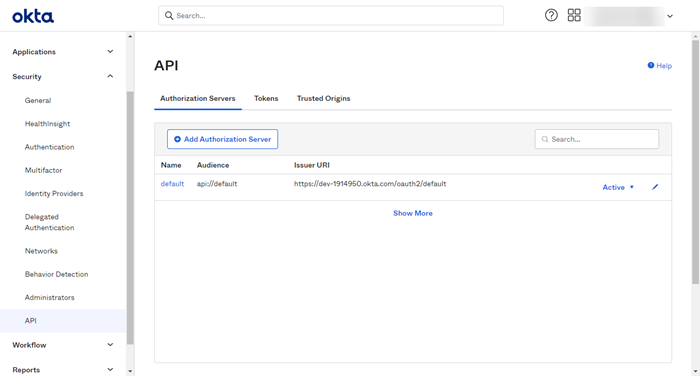 okta
Search...
Applications
Security
General
HealthInsight
Authentication
Multifactor
Identity Providers
Delegated
Authentication
Networks
Behavior Detection
Administrators
API
Workflow
Reports
API
Help
Authorization Servers
Tokens
Trusted Origins
Add Authorization Server
Search...
Name Audience Issuer URI
default api://default https://dev-1914950.okta.com/oauth2/default Active
Show More